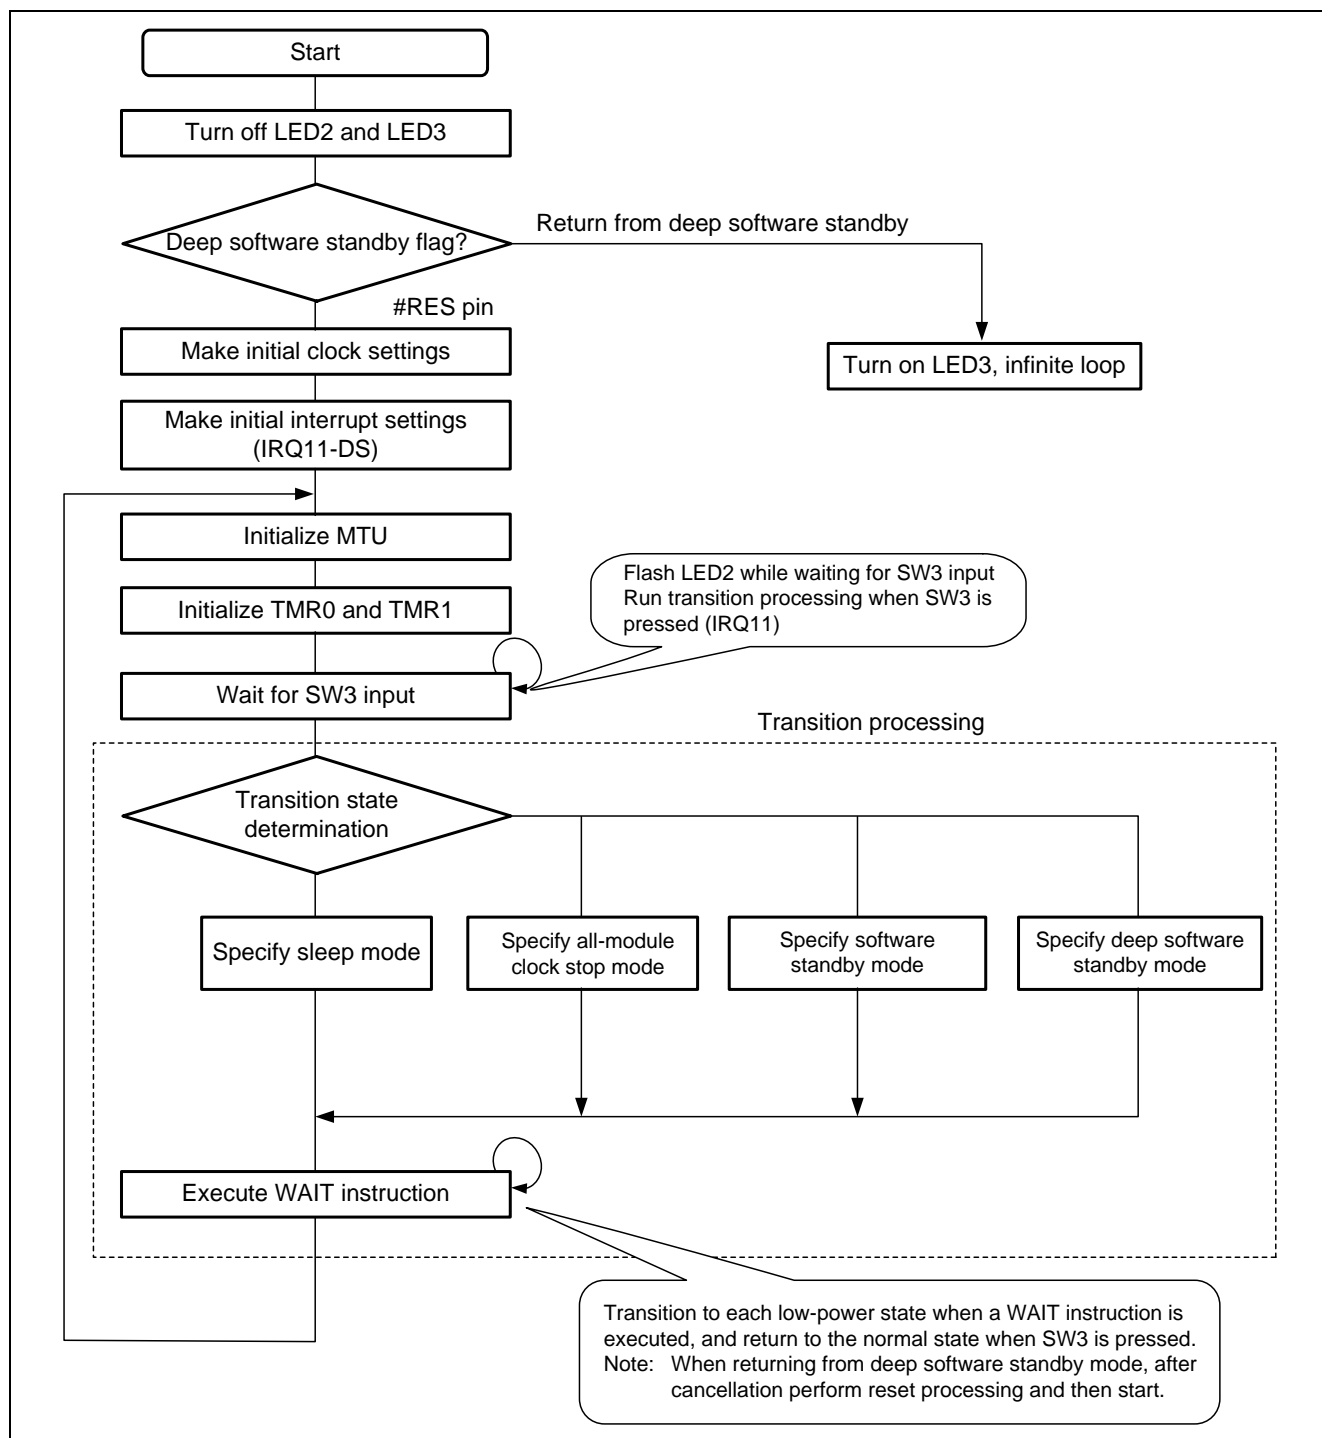 Start
Turn off LED2 and LED3
Deep software standby flag?
Return from deep software standby
#RES pin
Make initial clock settings
Turn on LED3, infinite loop
Make initial interrupt settings
(IRQ11-DS)
Initialize MTU
Initialize TMR0 and TMR1
Flash LED2 while waiting for SW3 input
Run transition processing when SW3 is
pressed (IRQ11)
Wait for SW3 input
Transition processing
Transition state
determination
Specify sleep mode
Specify all-module
clock stop mode
Specify software
standby mode
Specify deep software
standby mode
Execute WAIT instruction
Transition to each low-power state when a WAIT instruction is
executed, and return to the normal state when SW3 is pressed.
Note: When returning from deep software standby mode, after
cancellation perform reset processing and then start.